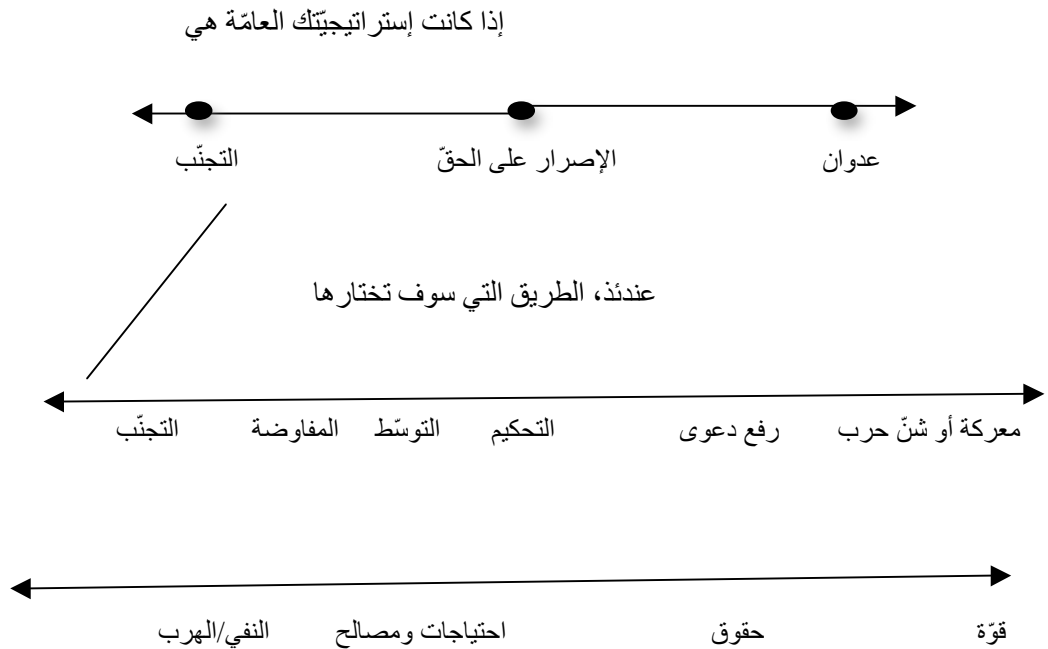 إذا كانت إستراتيجيّتك العامّة هي
عدوان الإصرار على الحقّ التجنّب
عندئذ، الطريق التي سوف تختارها
معركة أو شنّ حرب رفع دعوى التحكيم التوسّط المفاوضة التجنّب
قوّة حقوق احتياجات ومصالح النفي/الهرب